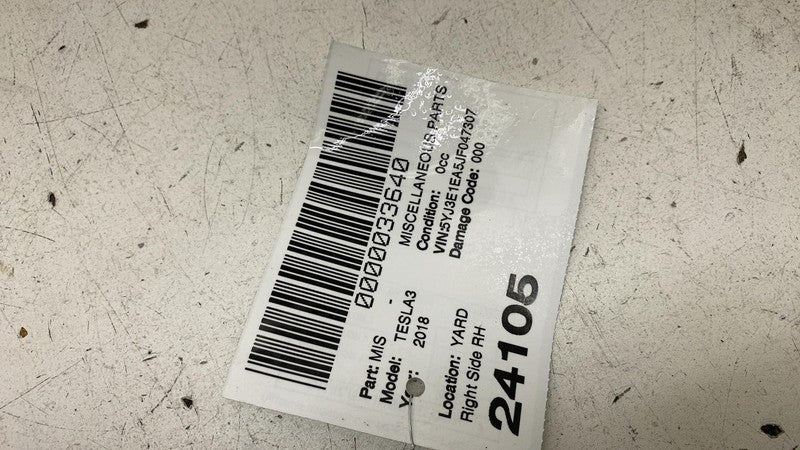 0000033640
Part: MIS - MISCELLANEOUS PARTS
Model: TESLA3 Condition: 0cc
Year: 2018 VIN5YJ3E1EA5JF047307
Damage Code: 000
Location: YARD
Right Side RH
24105